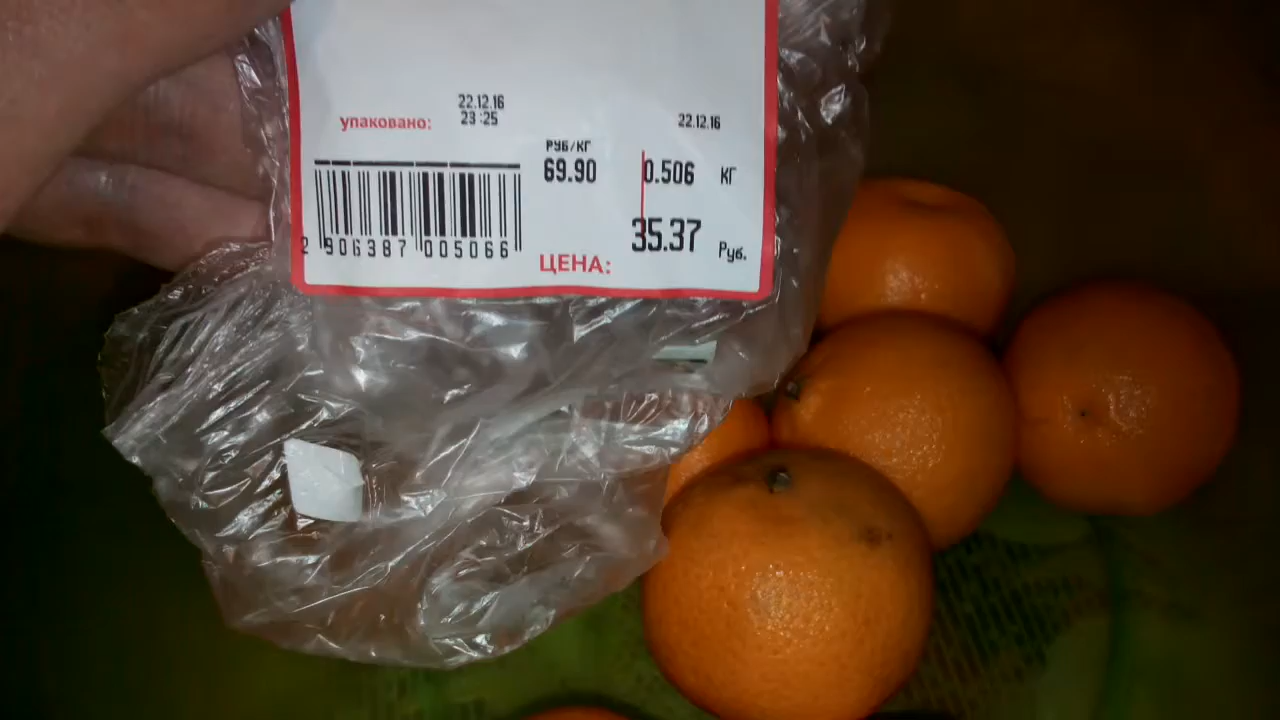 22.12.16
упаковано: 23:25 22.12.16
РУБ/КГ
69.90 0.506 КГ
35.37 Руб.
ЦЕНА:
2 906387 005066